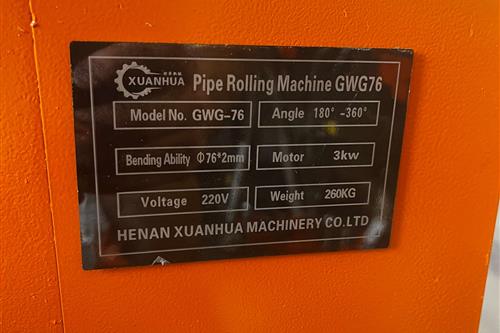 XUANHUA Pipe Rolling Machine GWG76
Model No. GWG-76 Angle 180° -360°
Bending Ability Φ76*2mm Motor 3kw
Voltage 220V Weight 260KG
HENAN XUANHUA MACHINERY CO.LTD